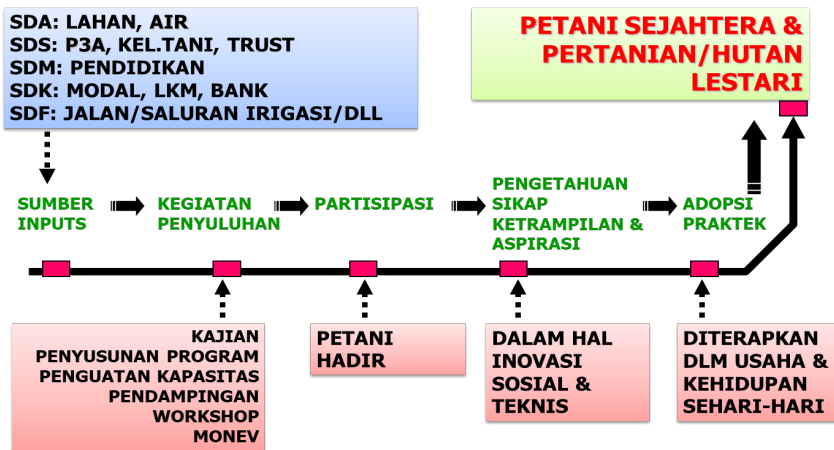 SDA: LAHAN, AIR
SDS: P3A, KEL.TANI, TRUST
SDM: PENDIDIKAN
SDK: MODAL, LKM, BANK
SDF: JALAN/SALURAN IRIGASI/DLL
PETANI SEJAHTERA &
PERTANIAN/HUTAN
LESTARI
SUMBER
INPUTS
KEGIATAN
PENYULUHAN
PARTISIPASI
PENGETAHUAN
SIKAP
KETRAMPILAN &
ASPIRASI
ADOPSI
PRAKTEK
KAJIAN
PENYUSUNAN PROGRAM
PENGUATAN KAPASITAS
PENDAMPINGAN
WORKSHOP
MONEV
PETANI
HADIR
DALAM HAL
INOVASI
SOSIAL &
TEKNIS
DITERAPKAN
DLM USAHA &
KEHIDUPAN
SEHARI-HARI